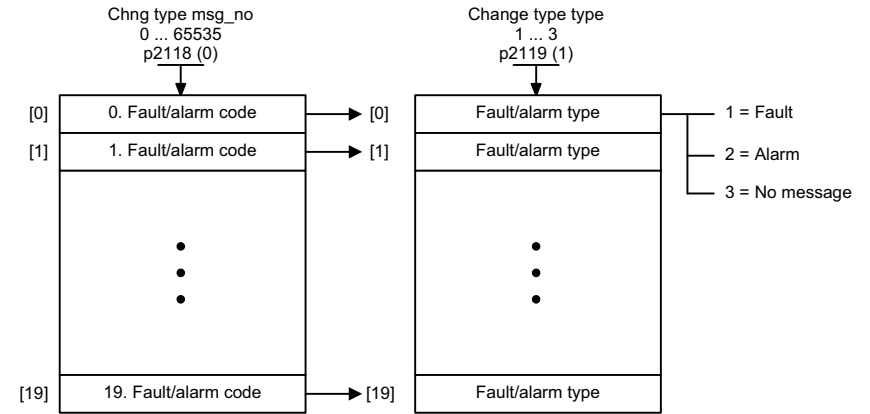 Chng type msg_no
0 ... 65535
p2118 (0)
Change type type
1 ... 3
p2119 (1)
[0] 0. Fault/alarm code [0] Fault/alarm type 1 = Fault
[1] 1. Fault/alarm code [1] Fault/alarm type 2 = Alarm
3 = No message
[19] 19. Fault/alarm code [19] Fault/alarm type